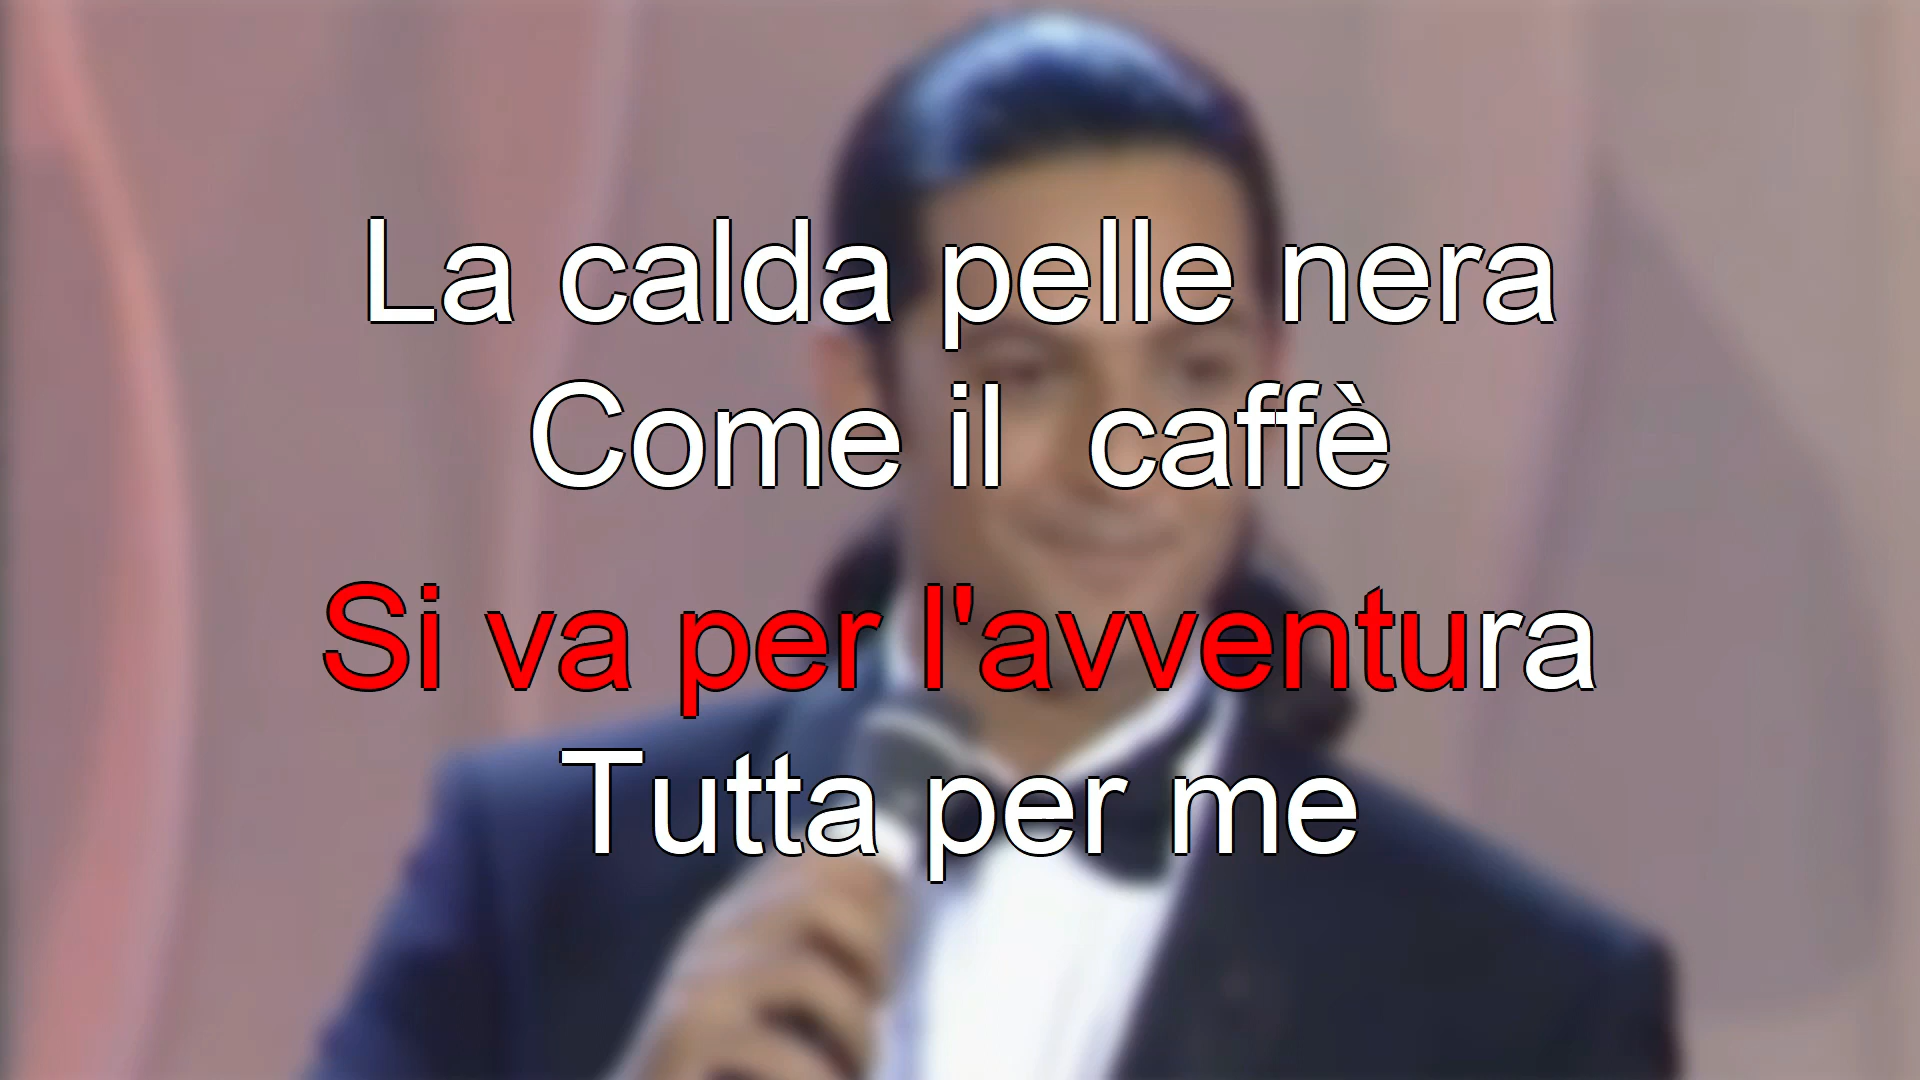 La calda pelle nera
Come il  caffè
Si va per l'avventura
Tutta per me